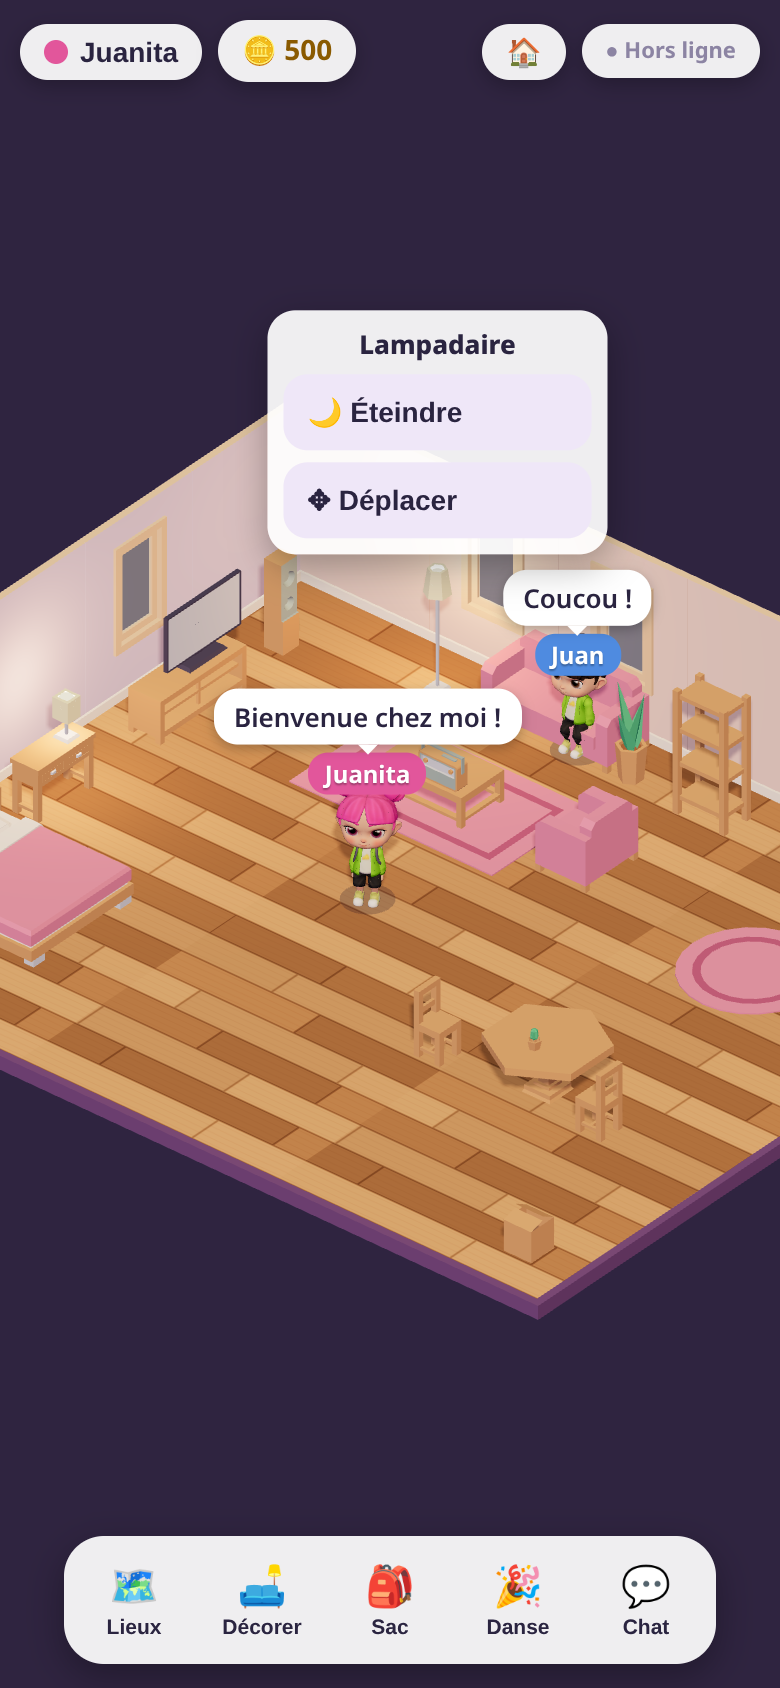 Juanita
500
Hors ligne
Lampadaire
Éteindre
Déplacer
Coucou !
Juan
Bienvenue chez moi !
Juanita
Lieux
Décorer
Sac
Danse
Chat